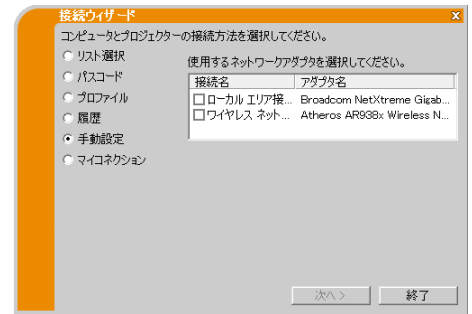 接続ウィザード
コンピュータとプロジェクターの接続方法を選択してください。
リスト選択
パスコード
プロファイル
履歴
手動設定
マイコネクション
使用するネットワークアダプタを選択してください。
接続名 アダプタ名
ローカル エリア接... Broadcom NetXtreme Gigab...
ワイヤレス ネット... Atheros AR938x Wireless N...
次へ > 終了